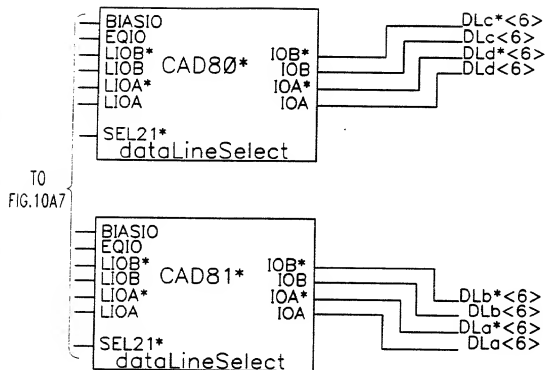 BIASIO
EQIO
LIOB*
LIOB
LIOA*
LIOA
SEL21*
CAD80*
dataLineSelect
IOB*
IOB
IOA*
IOA
DLc*<6>
DLc<6>
DLd*<6>
DLd<6>
TO
FIG.10A7
BIASIO
EQIO
LIOB*
LIOB
LIOA*
LIOA
SEL21*
CAD81*
dataLineSelect
IOB*
IOB
IOA*
IOA
DLb*<6>
DLb<6>
DLa*<6>
DLa<6>